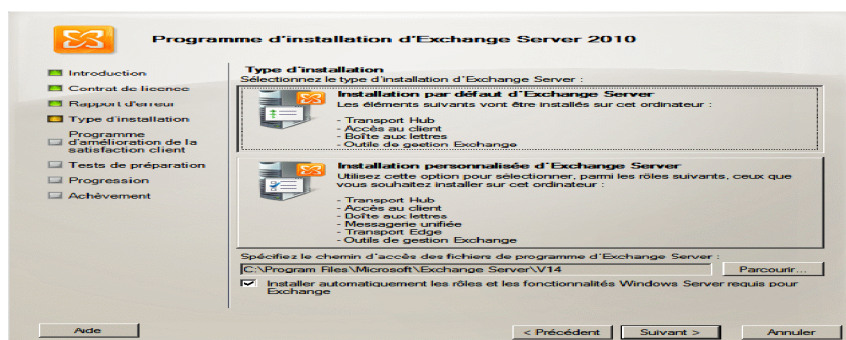 Programme d'installation d'Exchange Server 2010
Introduction
Contrat de licence
Rapport d'erreur
Type d'installation
Programme
d'amélioration de la
satisfaction client
Tests de préparation
Progression
Achèvement
Type d'installation
Sélectionnez le type d'installation d'Exchange Server :
Installation par défaut d'Exchange Server
Les éléments suivants vont être installés sur cet ordinateur :
- Transport Hub
- Accès au client
- Boîte aux lettres
- Outils de gestion Exchange
Installation personnalisée d'Exchange Server
Utilisez cette option pour sélectionner, parmi les rôles suivants, ceux que
vous souhaitez installer sur cet ordinateur :
- Transport Hub
- Accès au client
- Boîte aux lettres
- Messagerie unifiée
- Transport Edge
- Outils de gestion Exchange
Spécifiez le chemin d'accès des fichiers de programme d'Exchange Server :
C:\Program Files\Microsoft\Exchange Server\V14
Parcourir...
Installer automatiquement les rôles et les fonctionnalités Windows Server requis pour
Exchange
Aide
< Précédent
Suivant >
Annuler